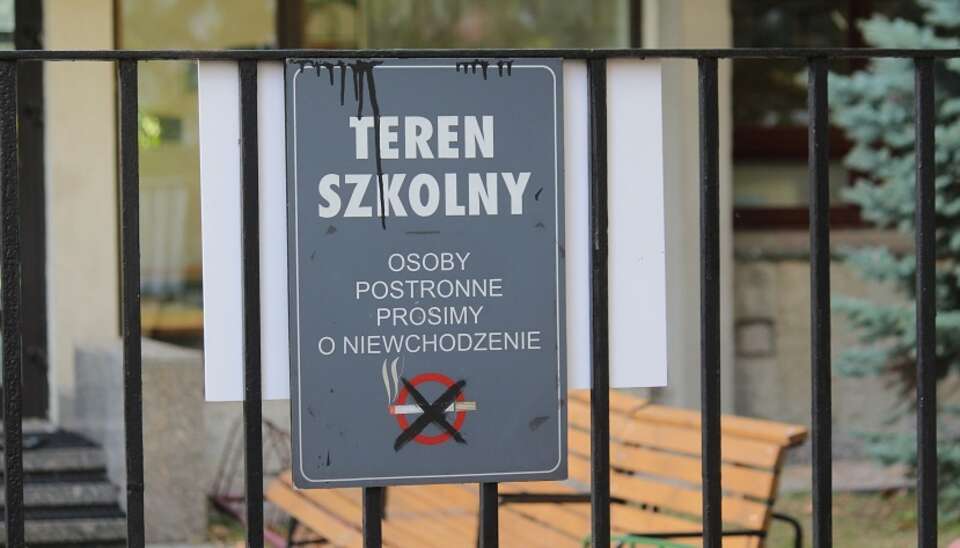 TEREN
SZKOLNY
OSOBY
POSTRONNE
PROSIMY
O NIEWCHODZENIE